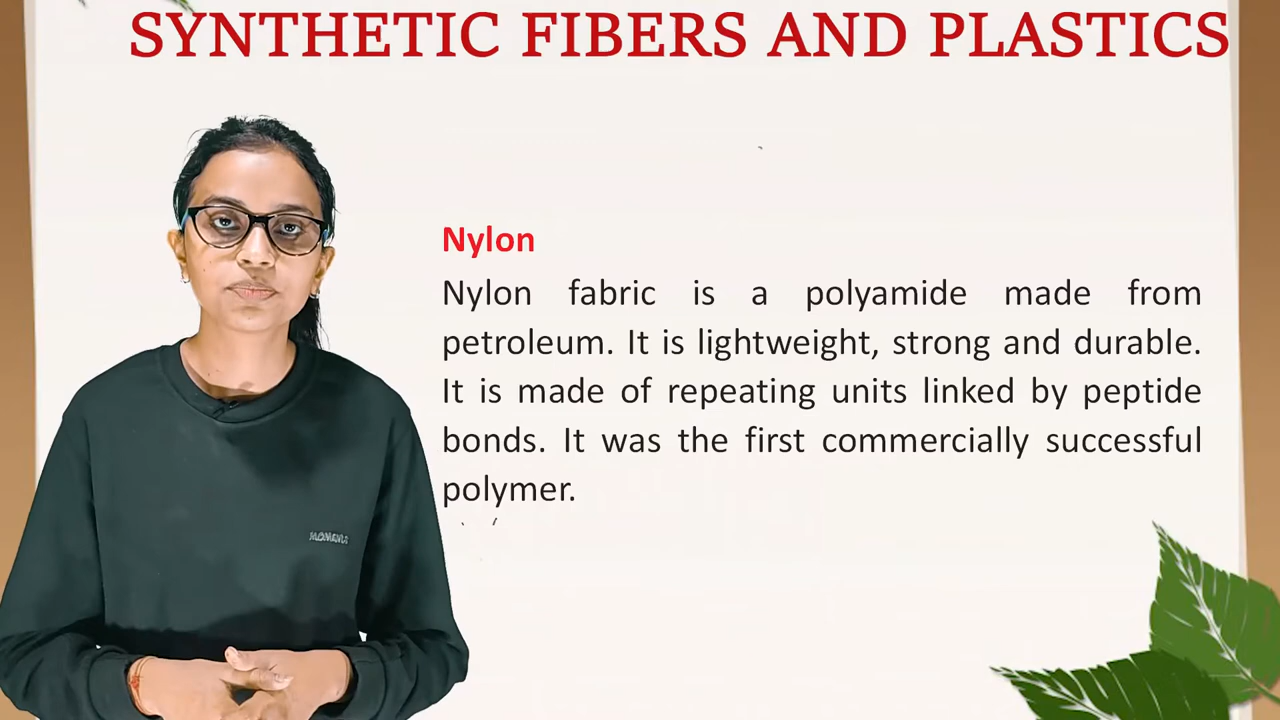 SYNTHETIC FIBERS AND PLASTICS
Nylon
Nylon fabric is a polyamide made from
petroleum. It is lightweight, strong and durable.
It is made of repeating units linked by peptide
bonds. It was the first commercially successful
polymer.